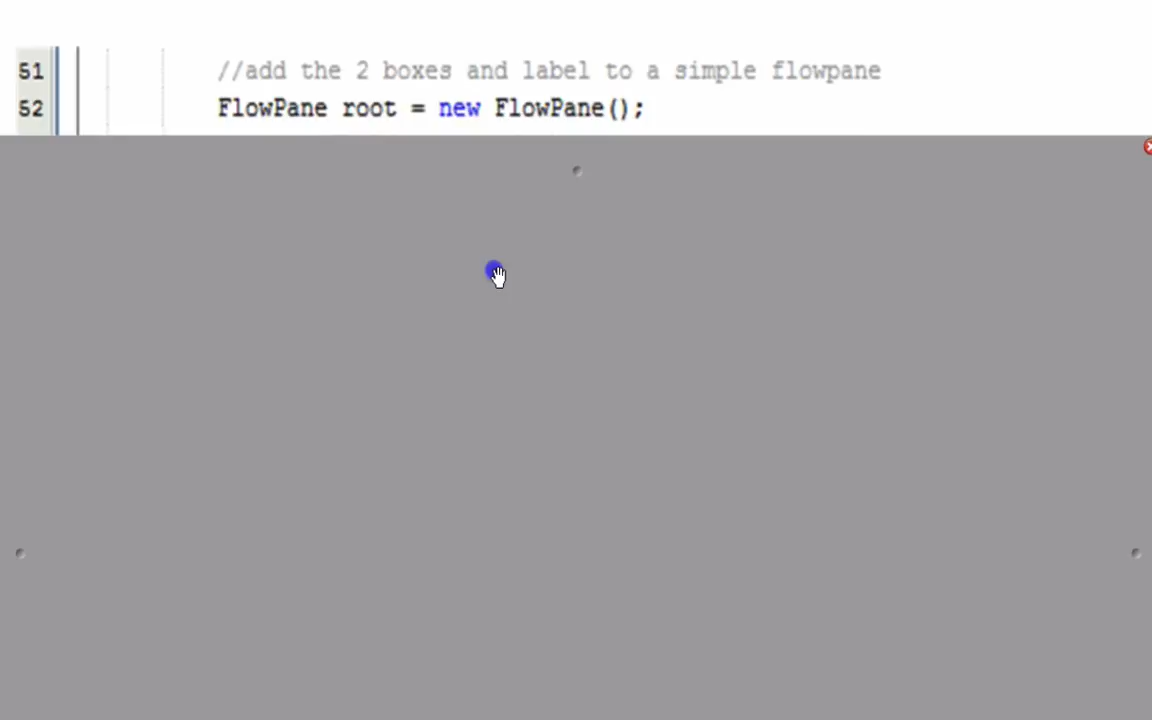 51 //add the 2 boxes and label to a simple flowpane
52 FlowPane root = new FlowPane();